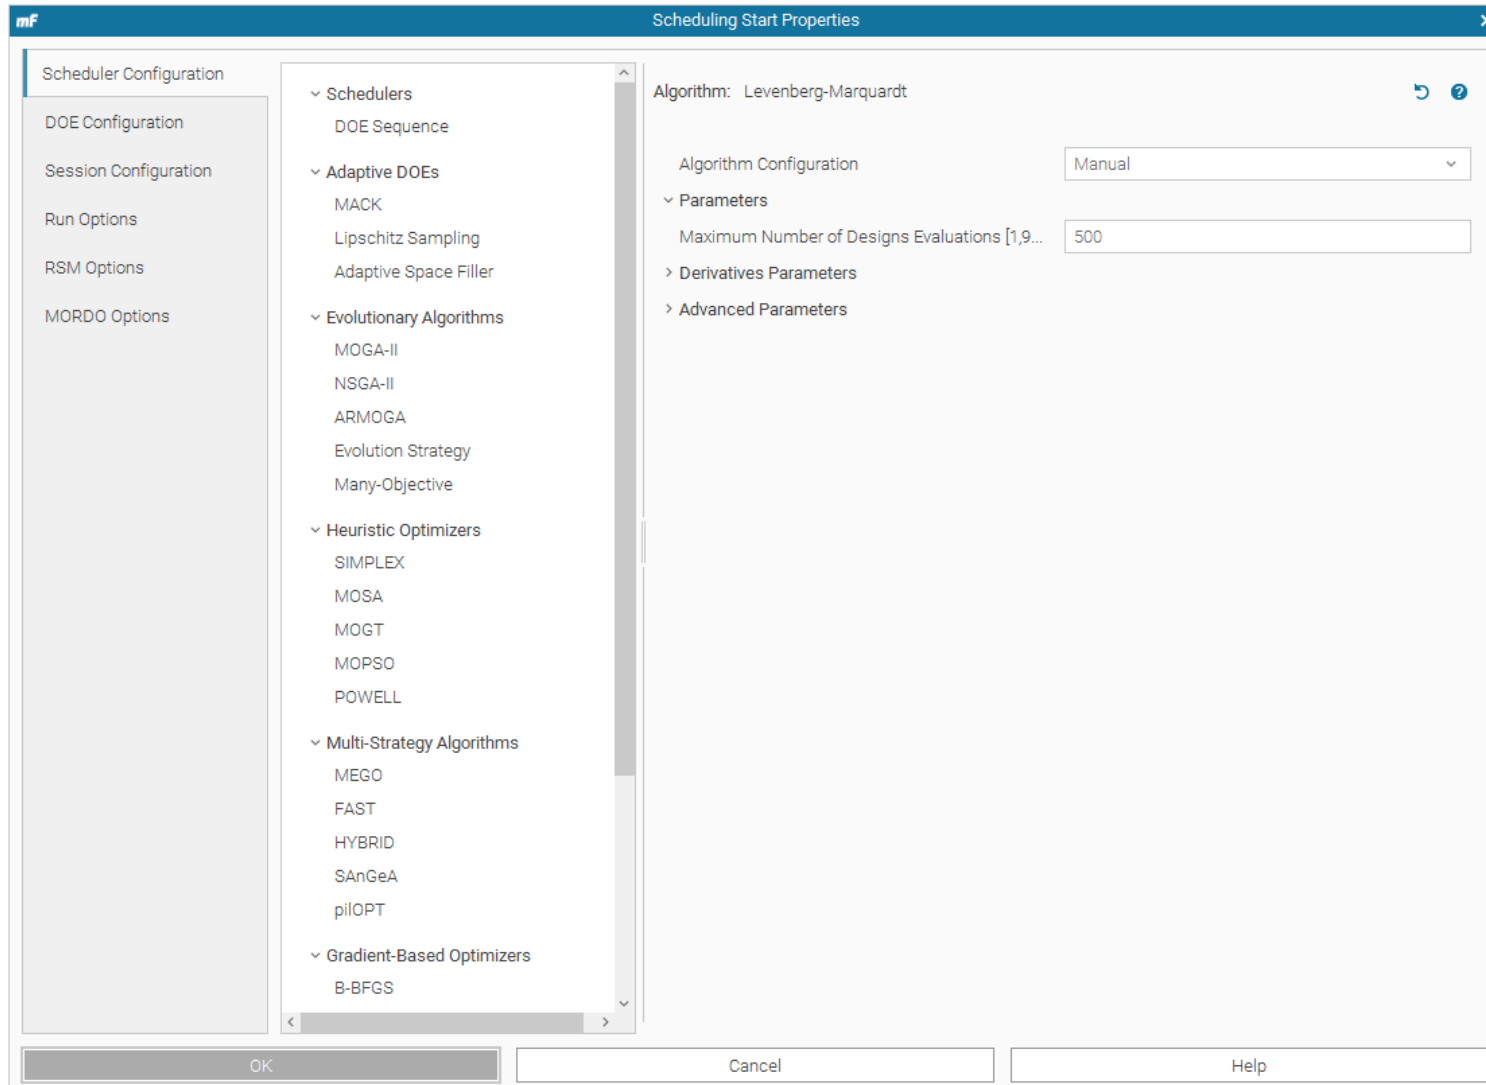 mF
Scheduling Start Properties
Scheduler Configuration
DOE Configuration
Session Configuration
Run Options
RSM Options
MORDO Options
Schedulers
DOE Sequence
Adaptive DOEs
MACK
Lipschitz Sampling
Adaptive Space Filler
Evolutionary Algorithms
MOGA-II
NSGA-II
ARMOGA
Evolution Strategy
Many-Objective
Heuristic Optimizers
SIMPLEX
MOSA
MOGT
MOPSO
POWELL
Multi-Strategy Algorithms
MEGO
FAST
HYBRID
SAnGeA
pilOPT
Gradient-Based Optimizers
B-BFGS
Algorithm: Levenberg-Marquardt
Algorithm Configuration Manual
Parameters
Maximum Number of Designs Evaluations [1,9... 500
Derivatives Parameters
Advanced Parameters
OK
Cancel
Help